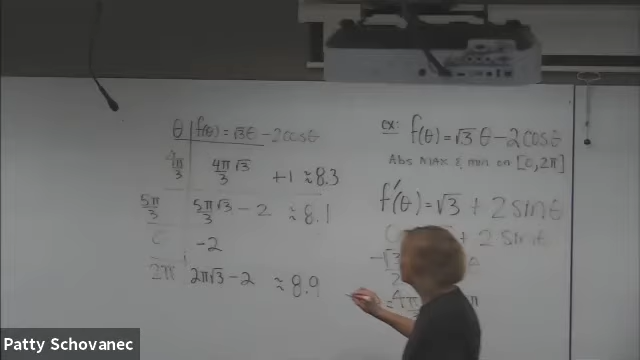 θ f(θ) = √3 θ - 2cosθ
4π/3 4π/3 √3 + 1 ≈ 8.3
5π/3 5π/3 √3 - 2 ≈ 8.1
-2
2π 2π√3 - 2 ≈ 8.9
ex: f(θ) = √3 θ - 2cosθ
Abs MAX & min on [0, 2π]
f'(θ) = √3 + 2 sinθ
+ 2 sinθ
Patty Schovanec